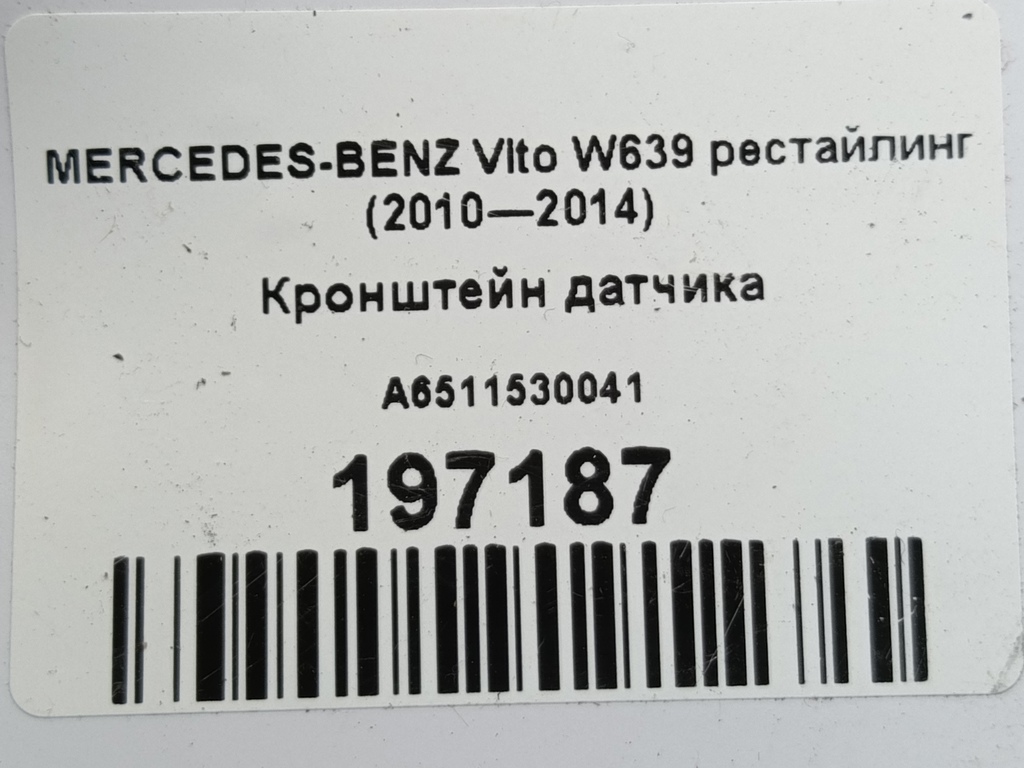 MERCEDES-BENZ Vito W639 рестайлинг
(2010—2014)
Кронштейн датчика
A6511530041
197187